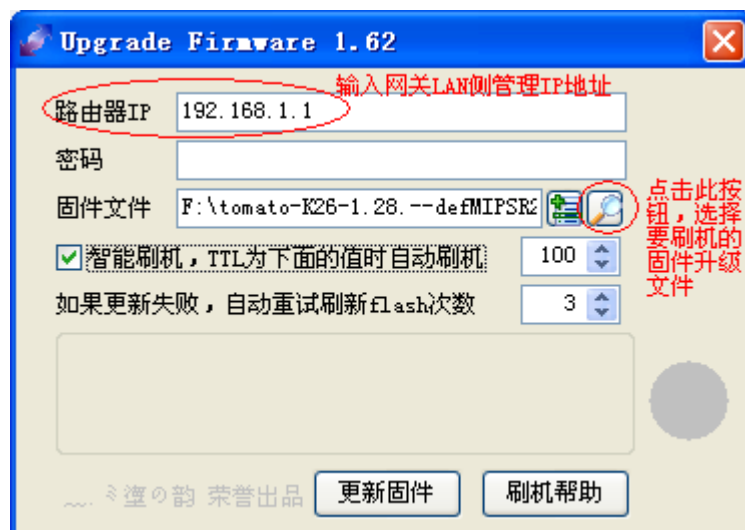 Upgrade Firmware 1.62
输入网关LAN侧管理IP地址
路由器IP 192.168.1.1
密码
固件文件 F:\tomato-K26-1.28.--defMIPSR2
点击此按
钮，选择
要刷机的
固件升级
文件
智能刷机，TTL为下面的值时自动刷机 100
如果更新失败，自动重试刷新flash次数 3
荣誉出品 更新固件 刷机帮助